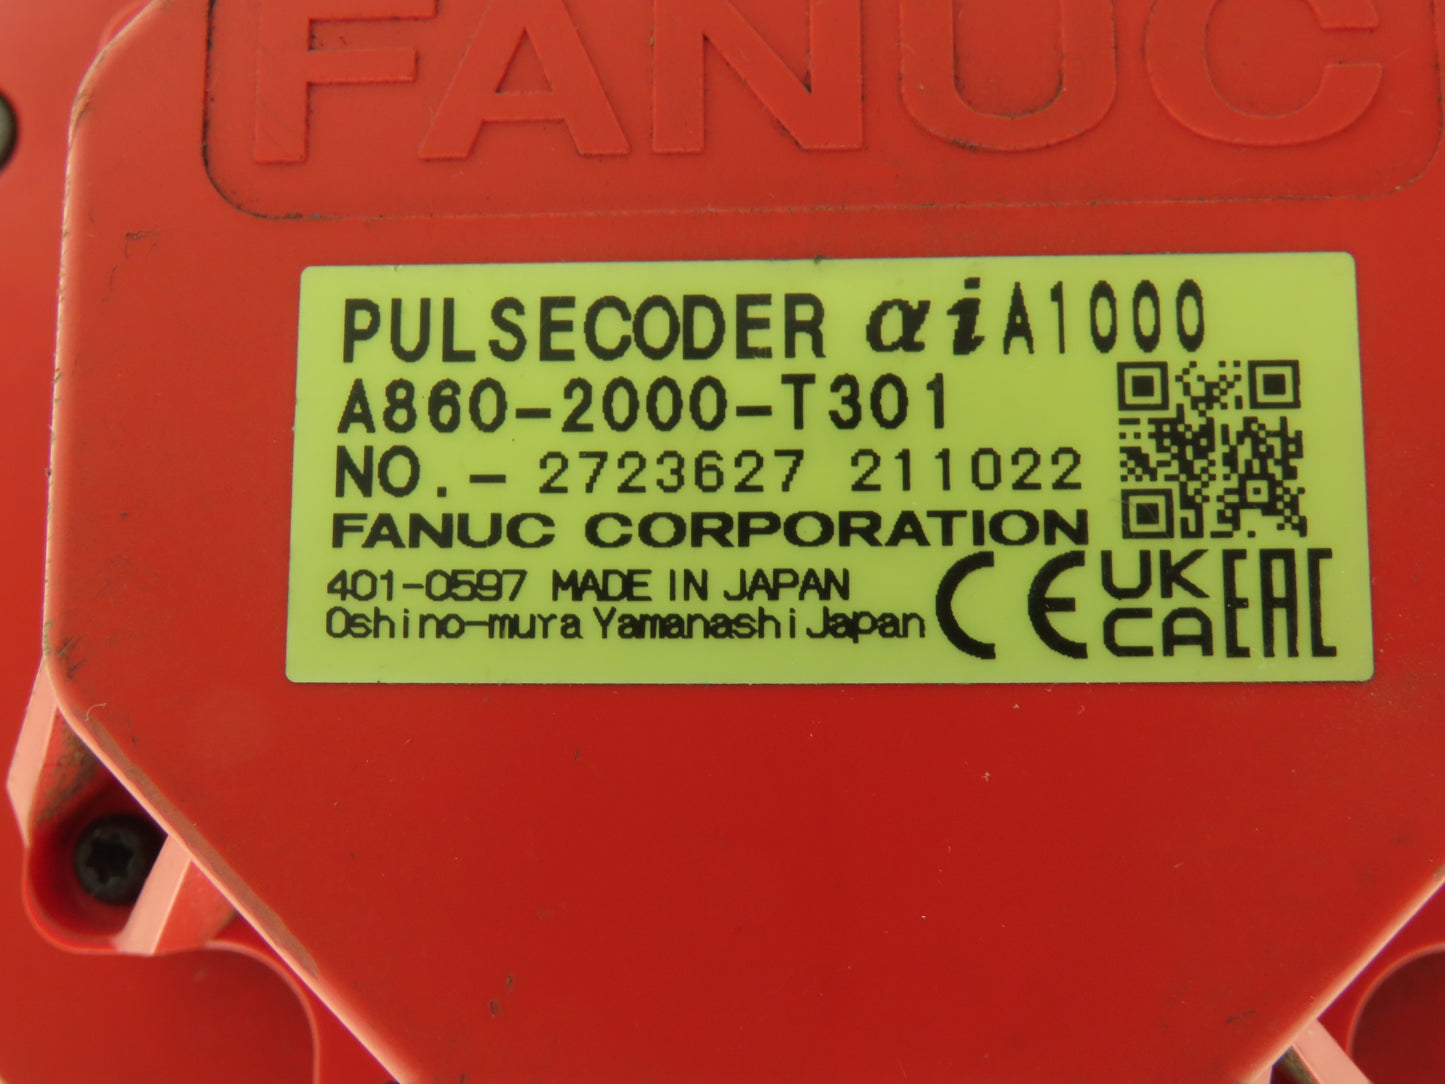 FANUC
PULSECODER αiA1000
A860-2000-T301
NO.-2723627 211022
FANUC CORPORATION
401-0597 MADE IN JAPAN
Oshino-mura Yamanashi Japan
CE UK CA EAC